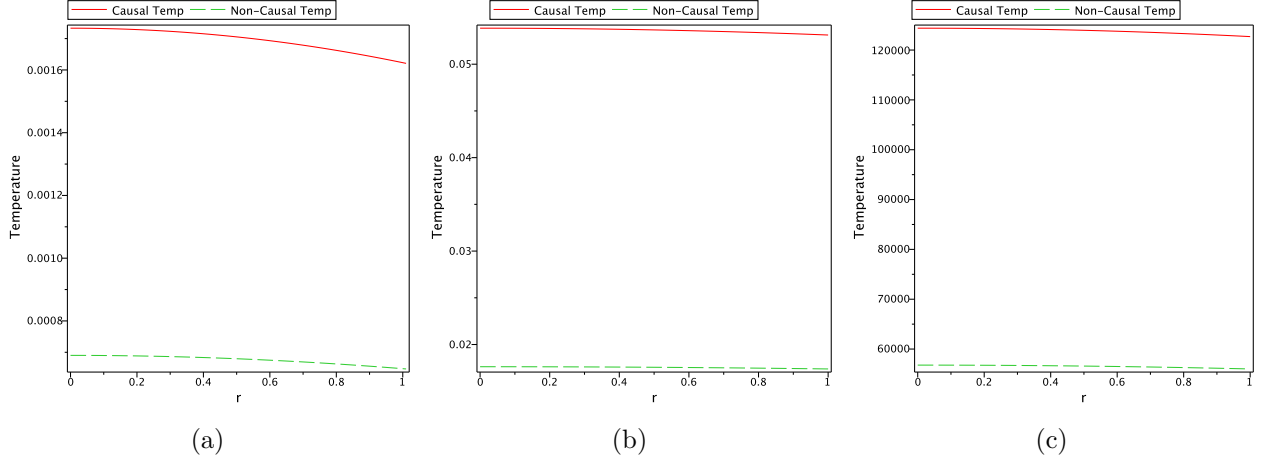 Causal Temp Non-Causal Temp
Temperature
0.0016
0.0014
0.0012
0.0010
0.0008
0 0.2 0.4 0.6 0.8 1
r
(a)
Causal Temp Non-Causal Temp
Temperature
0.05
0.04
0.03
0.02
0 0.2 0.4 0.6 0.8 1
r
(b)
Causal Temp Non-Causal Temp
Temperature
120000
110000
100000
90000
80000
70000
60000
0 0.2 0.4 0.6 0.8 1
r
(c)